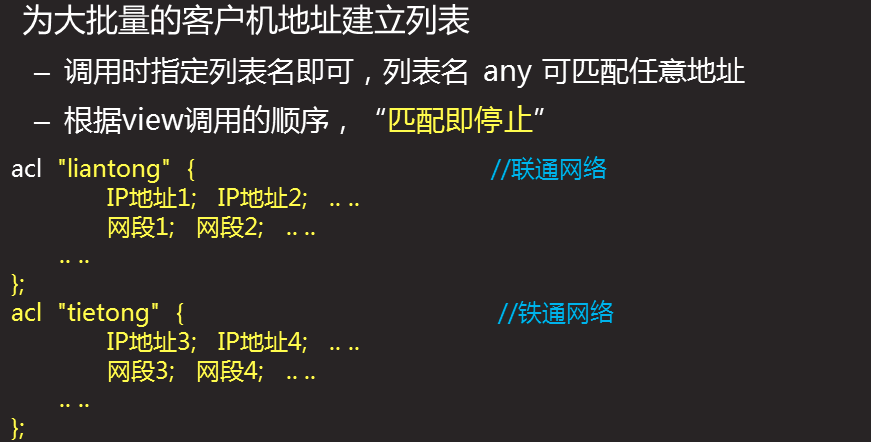 为大批量的客户机地址建立列表
– 调用时指定列表名即可，列表名 any 可匹配任意地址
– 根据view调用的顺序，“匹配即停止”
acl "liantong" { //联通网络
IP地址1; IP地址2; .. ..
网段1; 网段2; .. ..
.. ..
};
acl "tietong" { //铁通网络
IP地址3; IP地址4; .. ..
网段3; 网段4; .. ..
.. ..
};